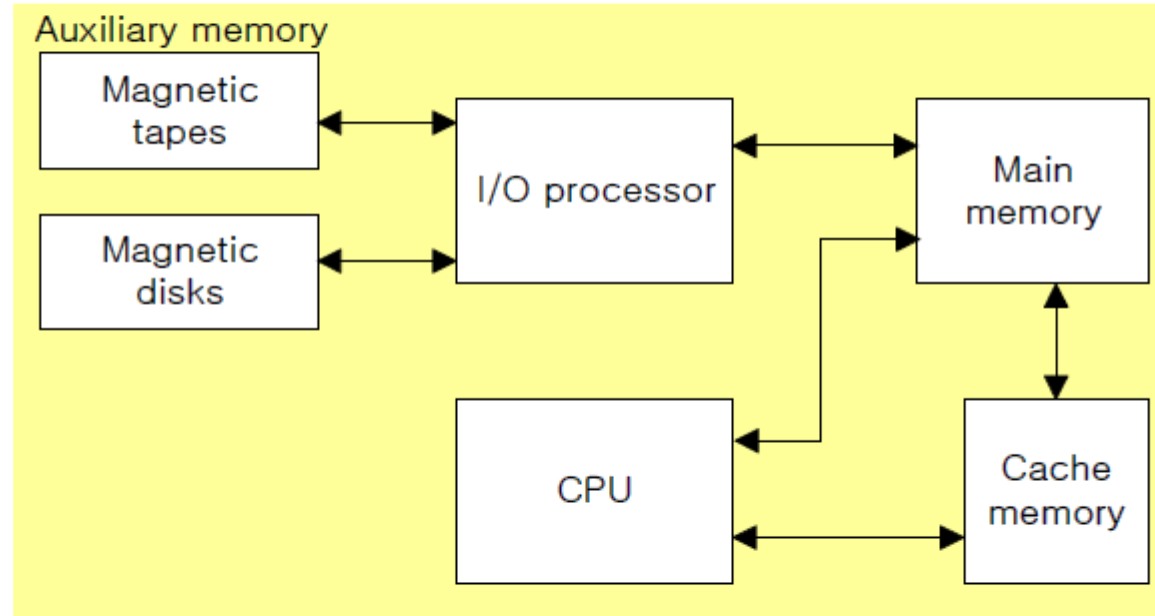 Auxiliary memory
Magnetic
tapes
I/O processor
Main
memory
Magnetic
disks
CPU
Cache
memory